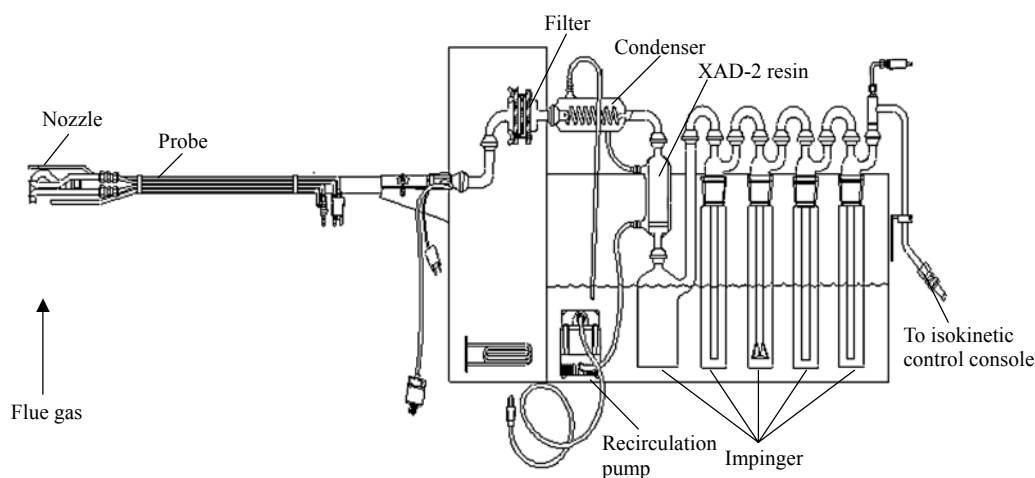 Filter
Condenser
XAD-2 resin
Nozzle
Probe
Flue gas
To isokinetic
control console
Recirculation
pump
Impinger